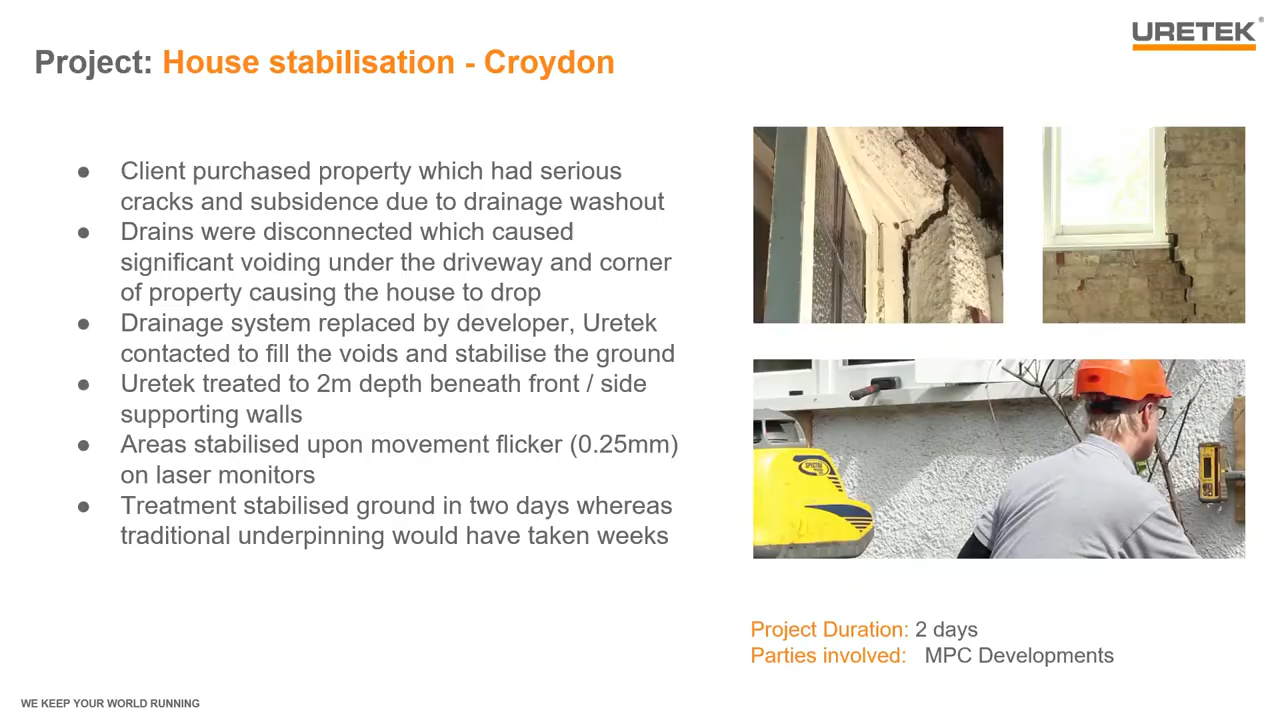 URETEK®
Project: House stabilisation - Croydon
● Client purchased property which had serious
cracks and subsidence due to drainage washout
● Drains were disconnected which caused
significant voiding under the driveway and corner
of property causing the house to drop
● Drainage system replaced by developer, Uretek
contacted to fill the voids and stabilise the ground
● Uretek treated to 2m depth beneath front / side
supporting walls
● Areas stabilised upon movement flicker (0.25mm)
on laser monitors
● Treatment stabilised ground in two days whereas
traditional underpinning would have taken weeks
SPECTRA
Project Duration: 2 days
Parties involved: MPC Developments
WE KEEP YOUR WORLD RUNNING